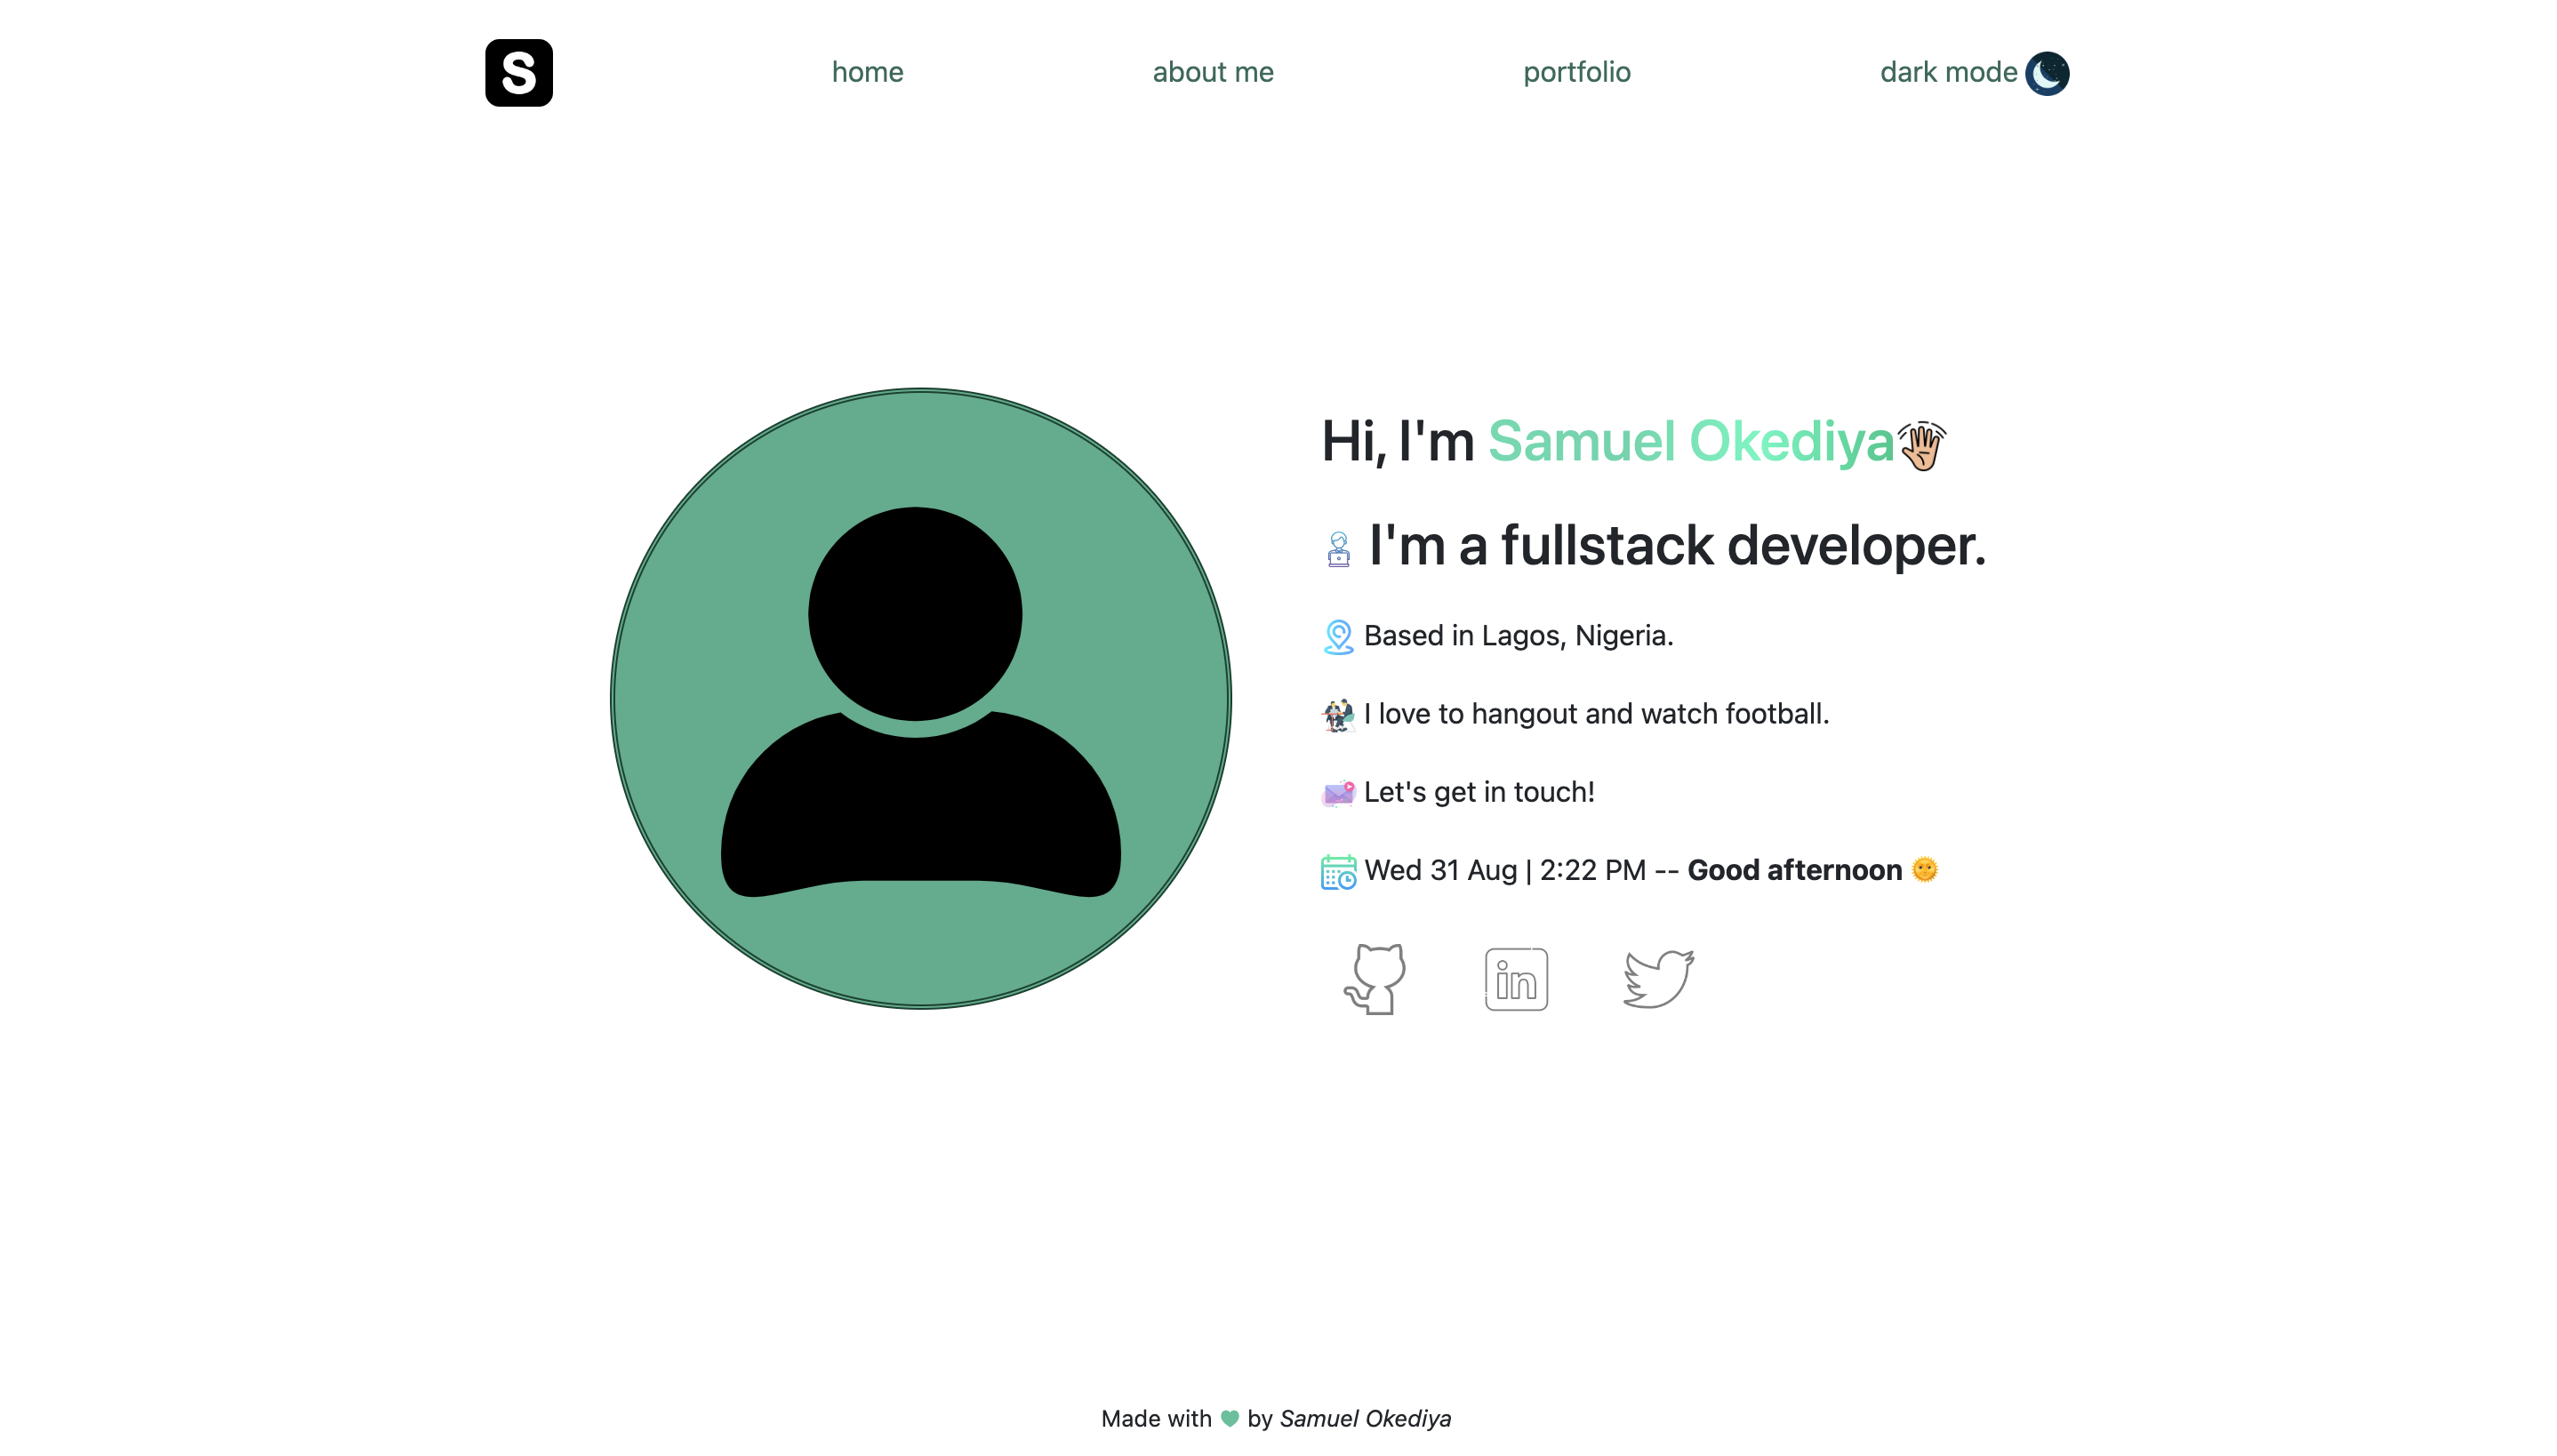 S
home about me portfolio dark mode
Hi, I'm Samuel Okediya
I'm a fullstack developer.
Based in Lagos, Nigeria.
I love to hangout and watch football.
Let's get in touch!
Wed 31 Aug | 2:22 PM -- Good afternoon 🌞
in
Made with 💚 by Samuel Okediya